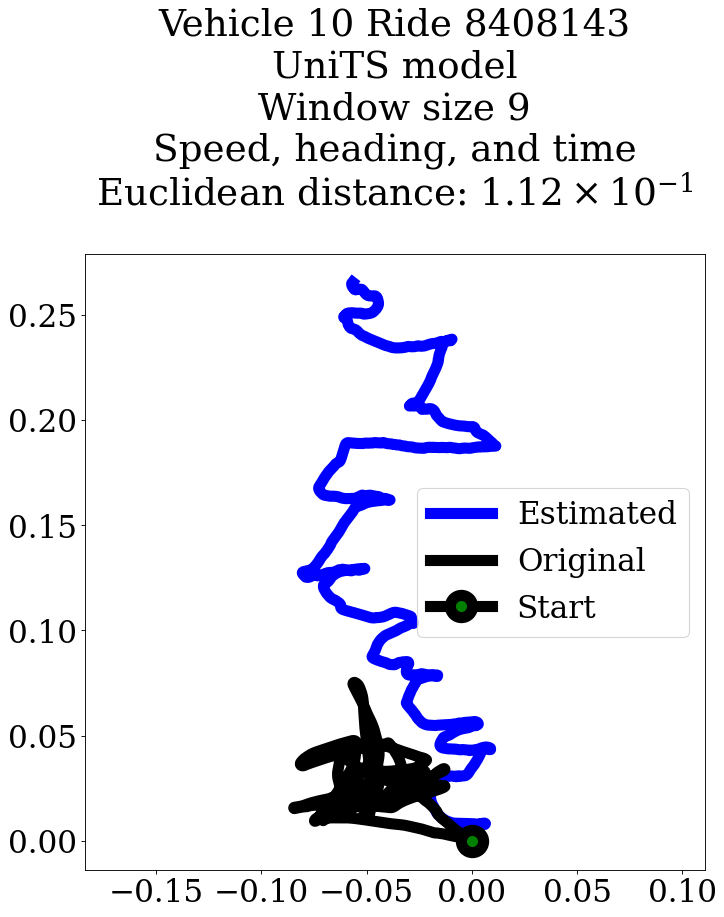 Vehicle 10 Ride 8408143
UniTS model
Window size 9
Speed, heading, and time
Euclidean distance: 1.12 × 10⁻¹
0.25
0.20
0.15
0.10
0.05
0.00
Estimated
Original
Start
−0.15 −0.10 −0.05 0.00 0.05 0.10